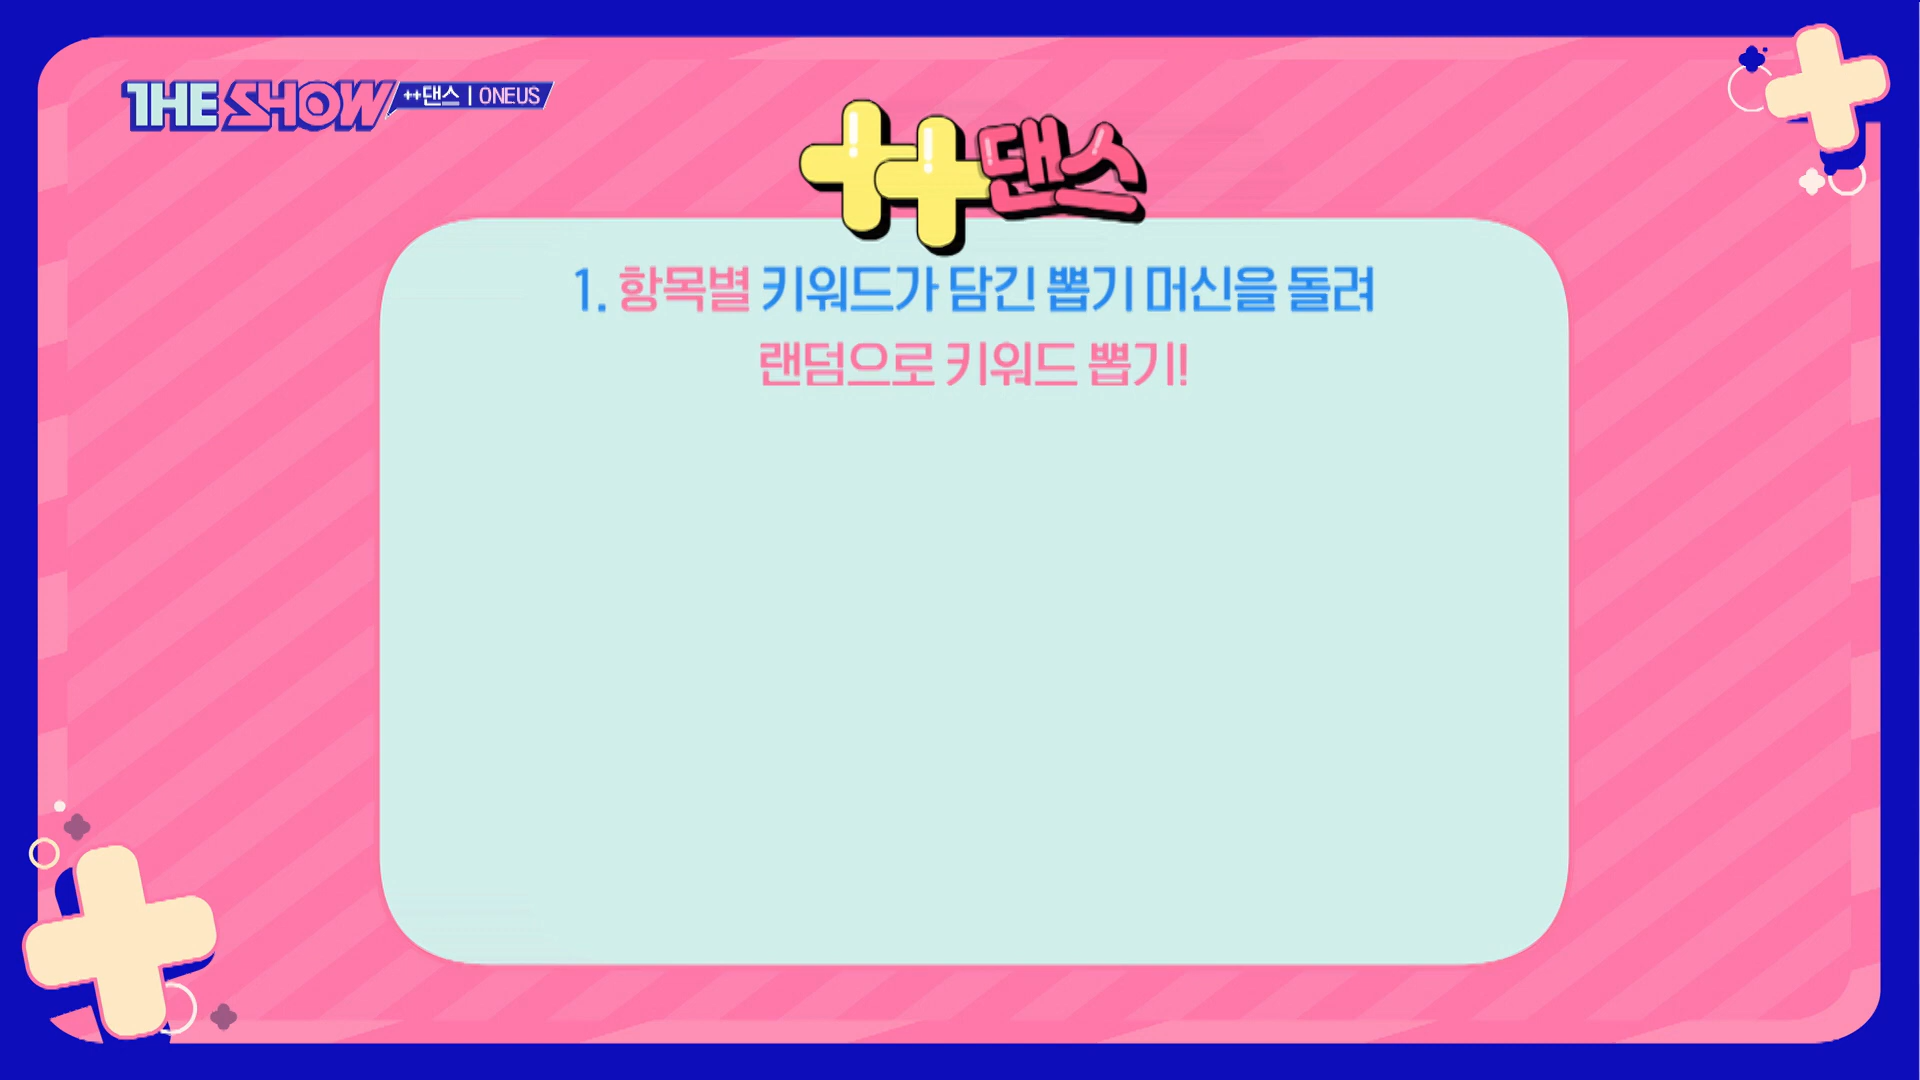 THE SHOW ++댄스 | ONEUS
++댄스
1. 항목별 키워드가 담긴 뽑기 머신을 돌려
랜덤으로 키워드 뽑기!